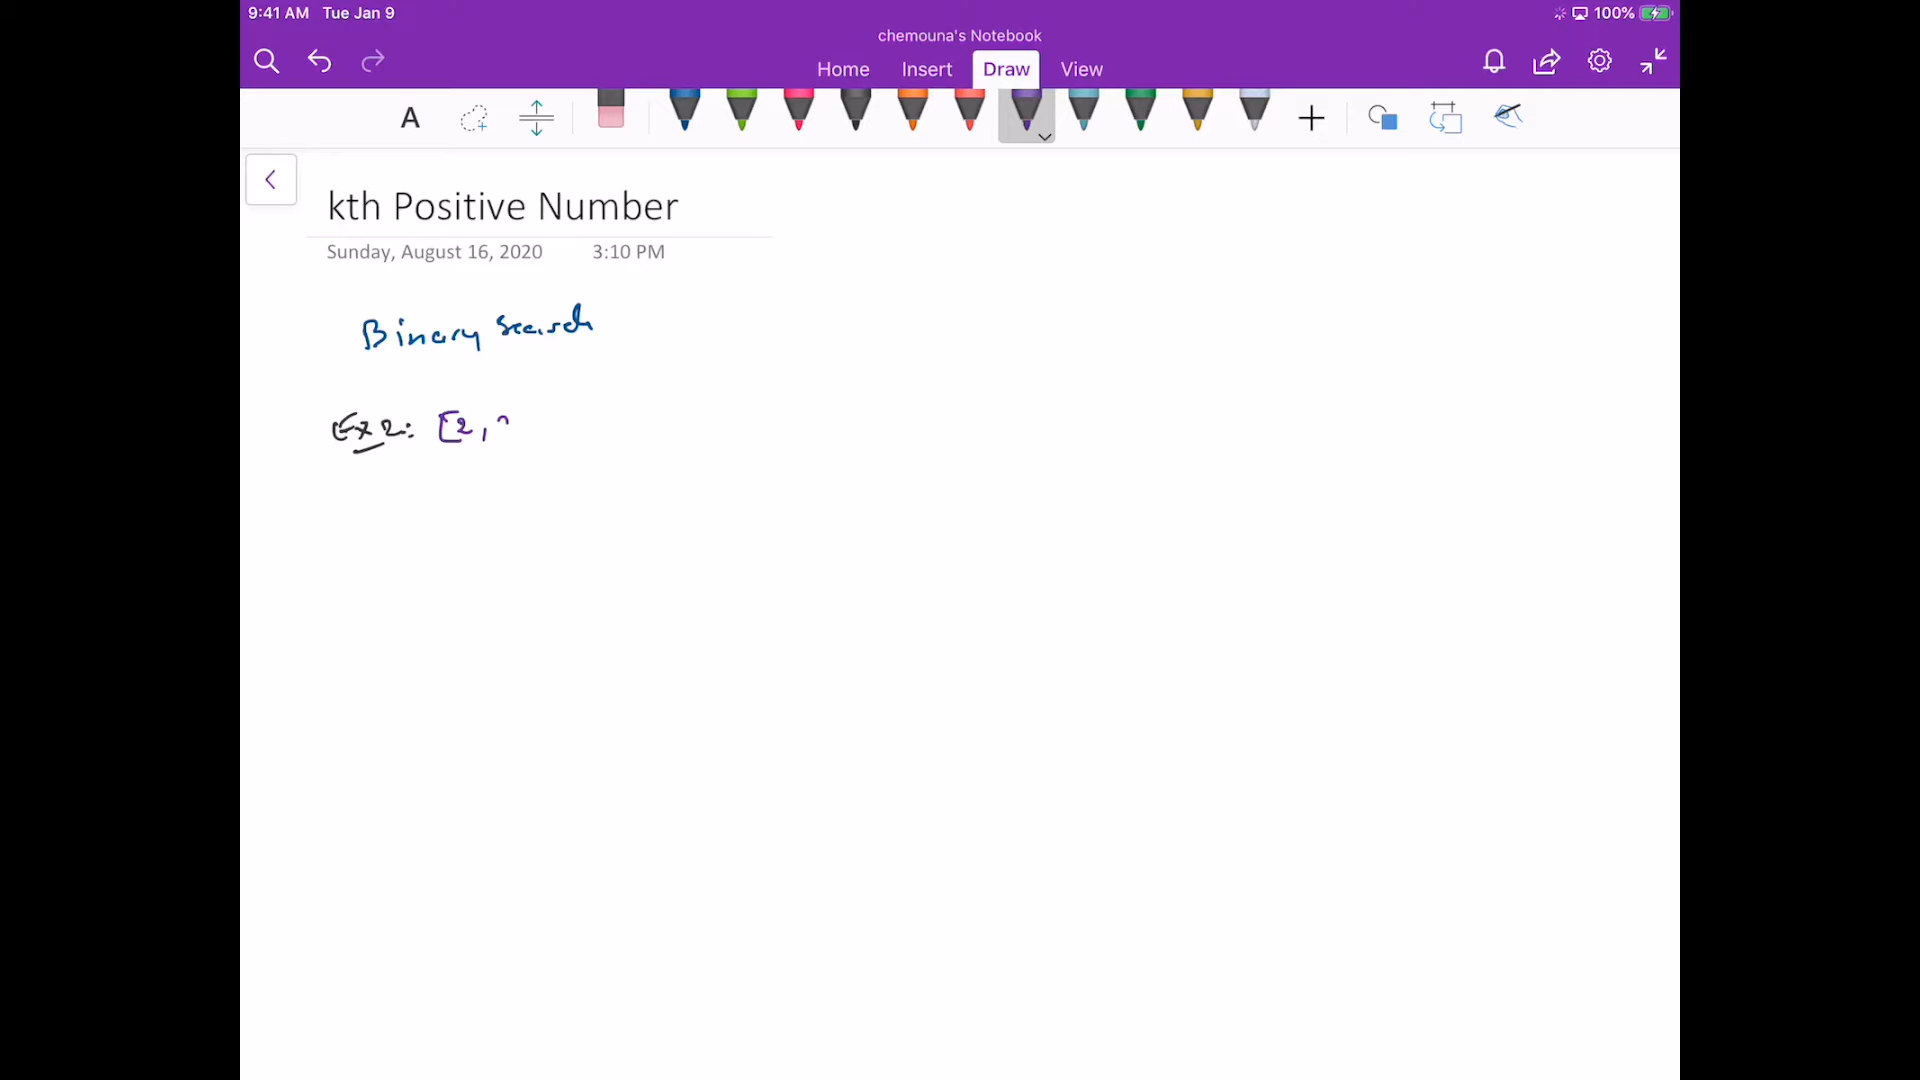 9:41 AM Tue Jan 9
100%
chemouna's Notebook
Home Insert Draw View
A
kth Positive Number
Sunday, August 16, 2020 3:10 PM
Binary Search
Ex 2: [2,